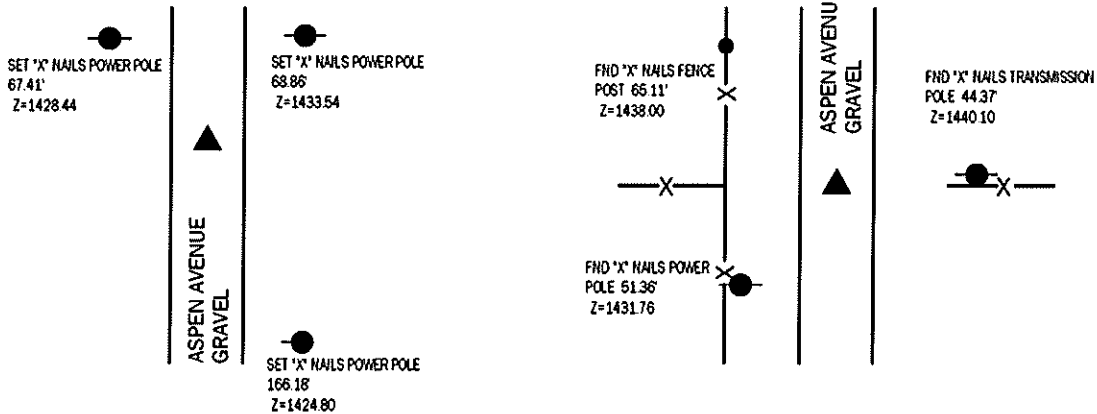 SET "X" NAILS POWER POLE
67.41'
Z=1428.44
SET "X" NAILS POWER POLE
68.86'
Z=1433.54
ASPEN AVENUE
GRAVEL
SET "X" NAILS POWER POLE
166.18'
Z=1424.80
FND "X" NAILS FENCE
POST 65.11'
Z=1438.00
ASPEN AVENU
GRAVEL
FND "X" NAILS TRANSMISSION
POLE 44.37'
Z=1440.10
FND "X" NAILS POWER
POLE 51.36'
Z=1431.76